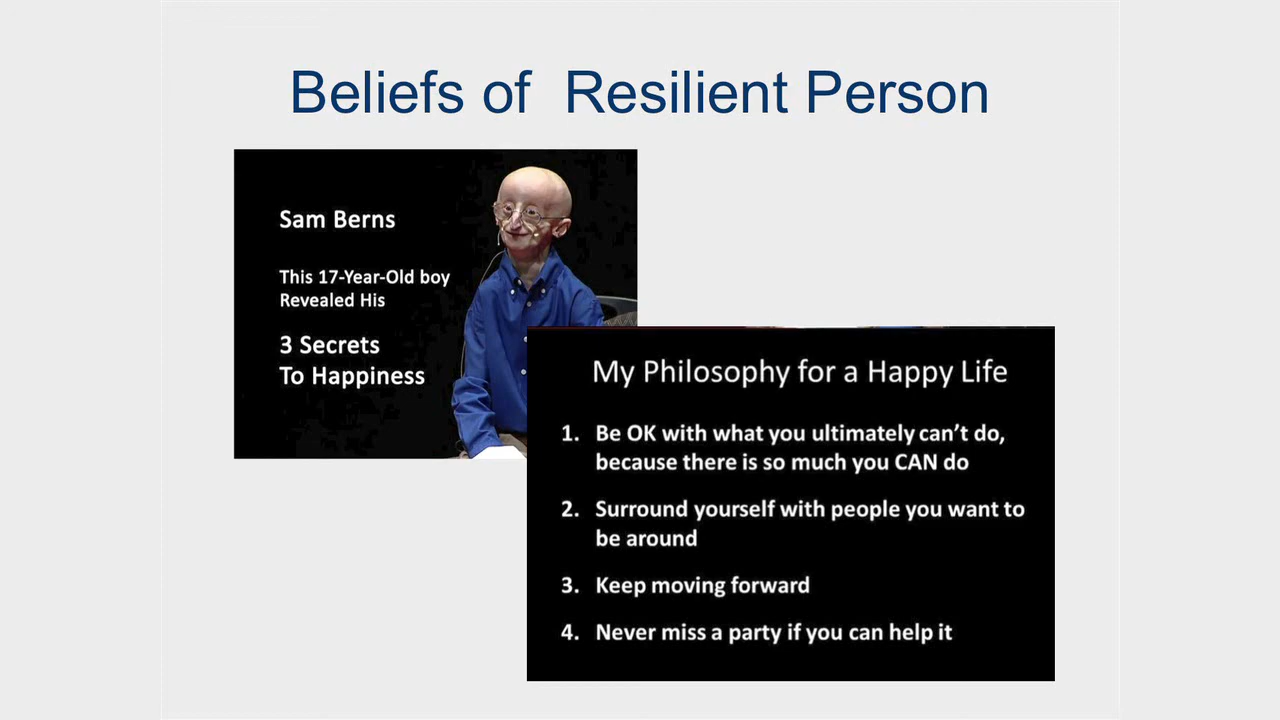 Beliefs of  Resilient Person
Sam Berns
This 17-Year-Old boy
Revealed His
3 Secrets
To Happiness
My Philosophy for a Happy Life
1. Be OK with what you ultimately can't do,
because there is so much you CAN do
2. Surround yourself with people you want to
be around
3. Keep moving forward
4. Never miss a party if you can help it